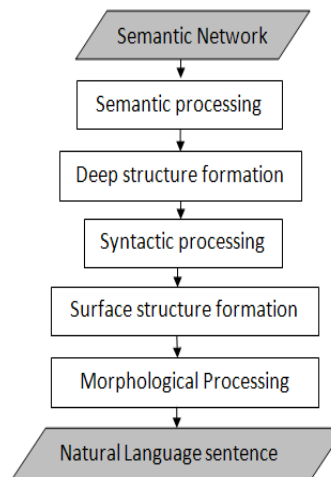 Semantic Network
Semantic processing
Deep structure formation
Syntactic processing
Surface structure formation
Morphological Processing
Natural Language sentence